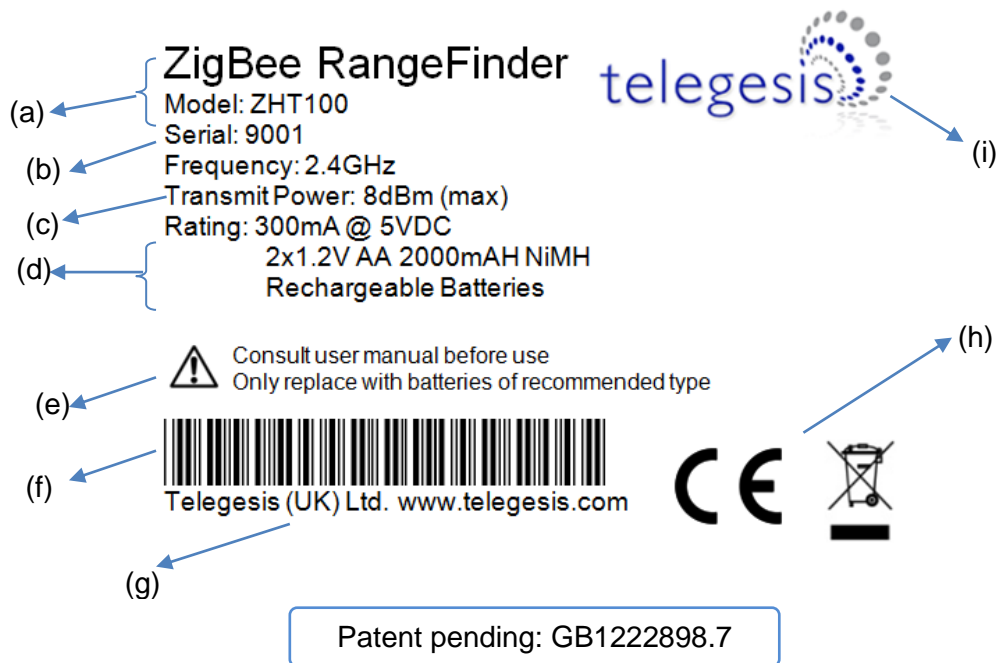 ZigBee RangeFinder
telegesis
(a)
Model: ZHT100
Serial: 9001
(b)
Frequency: 2.4GHz
(i)
(c)
Transmit Power: 8dBm (max)
Rating: 300mA @ 5VDC
(d)
2x1.2V AA 2000mAH NiMH
Rechargeable Batteries
(h)
Consult user manual before use
Only replace with batteries of recommended type
(e)
(f)
CE
Telegesis (UK) Ltd. www.telegesis.com
(g)
Patent pending: GB1222898.7